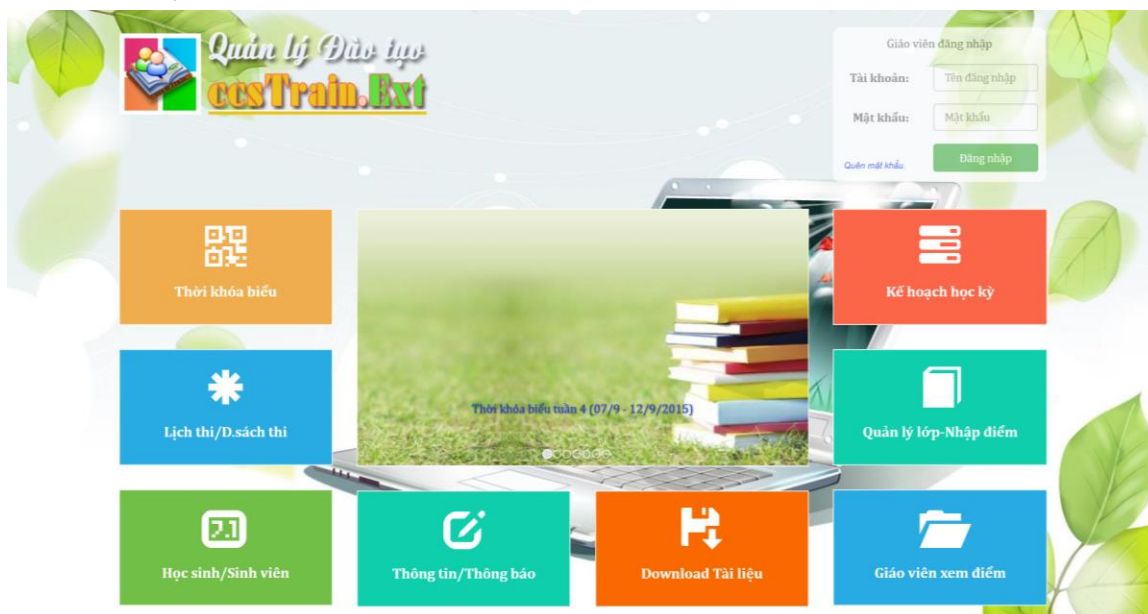 Quản lý Đào tạo
ccsTrain.Ext
Giáo viên đăng nhập
Tài khoản:
Tên đăng nhập
Mật khẩu:
Mật khẩu
Quên mật khẩu.
Đăng nhập
Thời khóa biểu
Kế hoạch học kỳ
Thời khóa biểu tuần 4 (07/9 - 12/9/2015)
Lịch thi/D.sách thi
Quản lý lớp-Nhập điểm
7.1
Học sinh/Sinh viên
Thông tin/Thông báo
Download Tài liệu
Giáo viên xem điểm